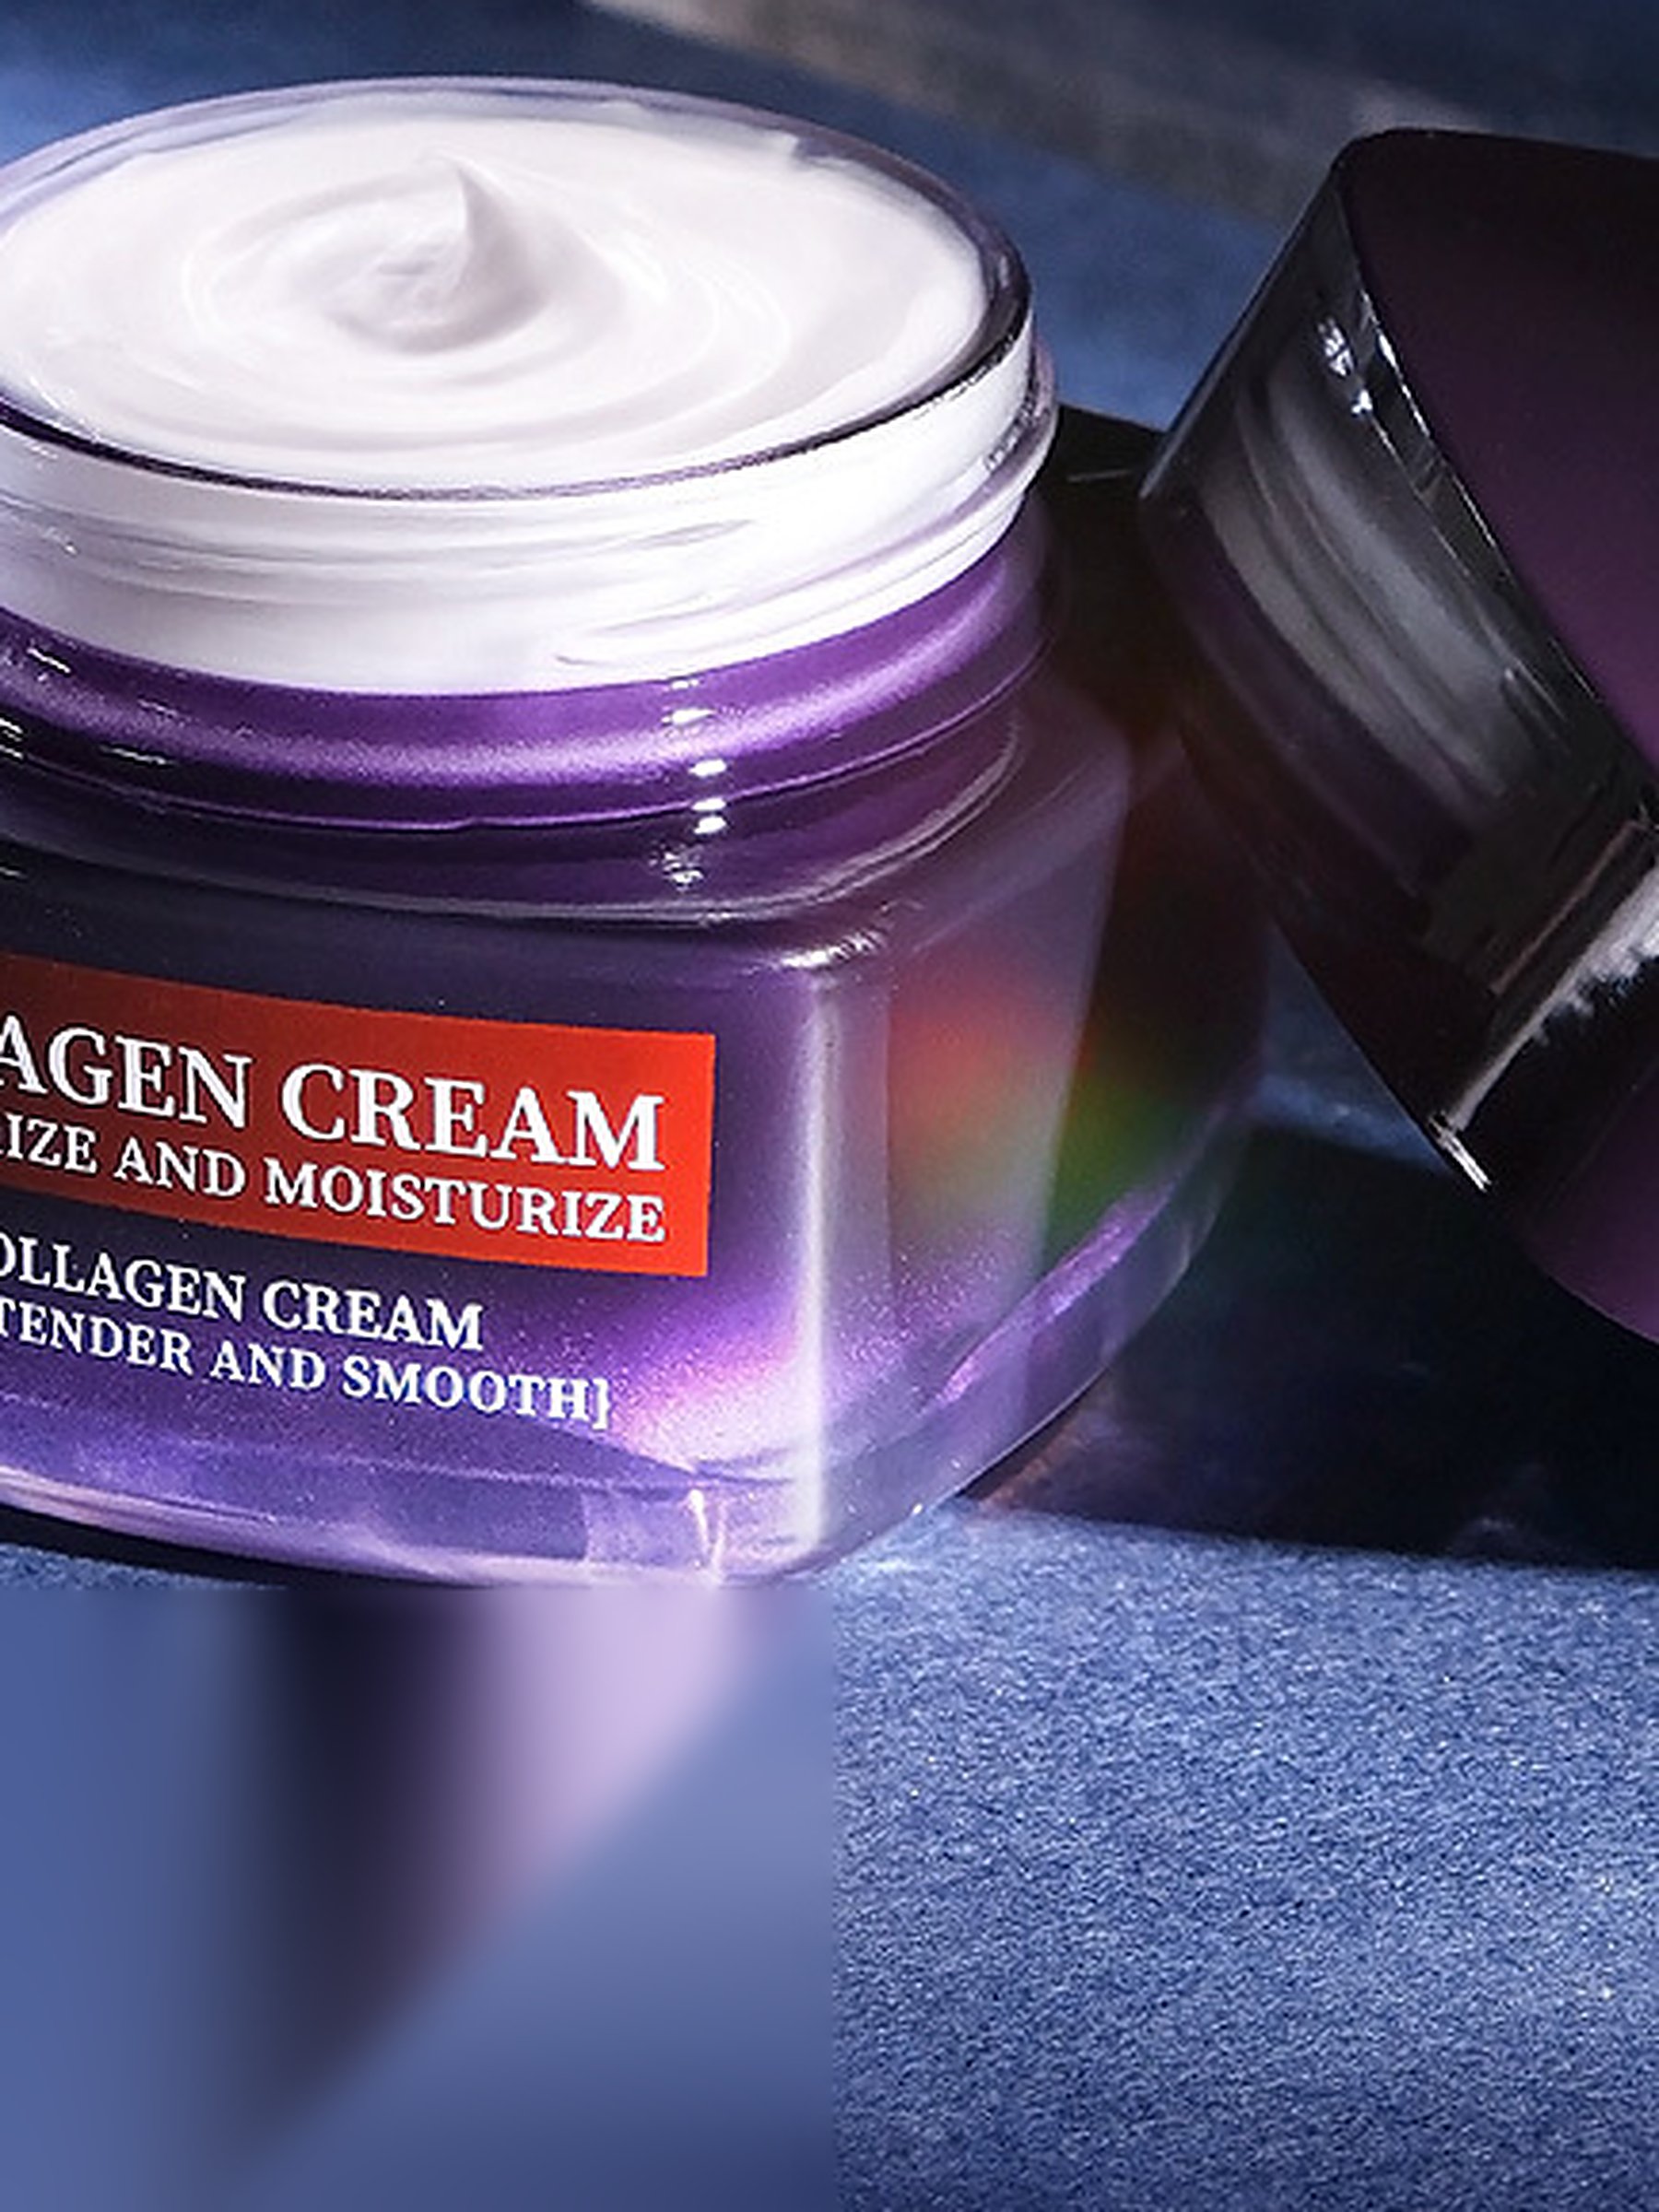 AGEN CREAM
IZE AND MOISTURIZE
OLLAGEN CREAM
TENDER AND SMOOTH}